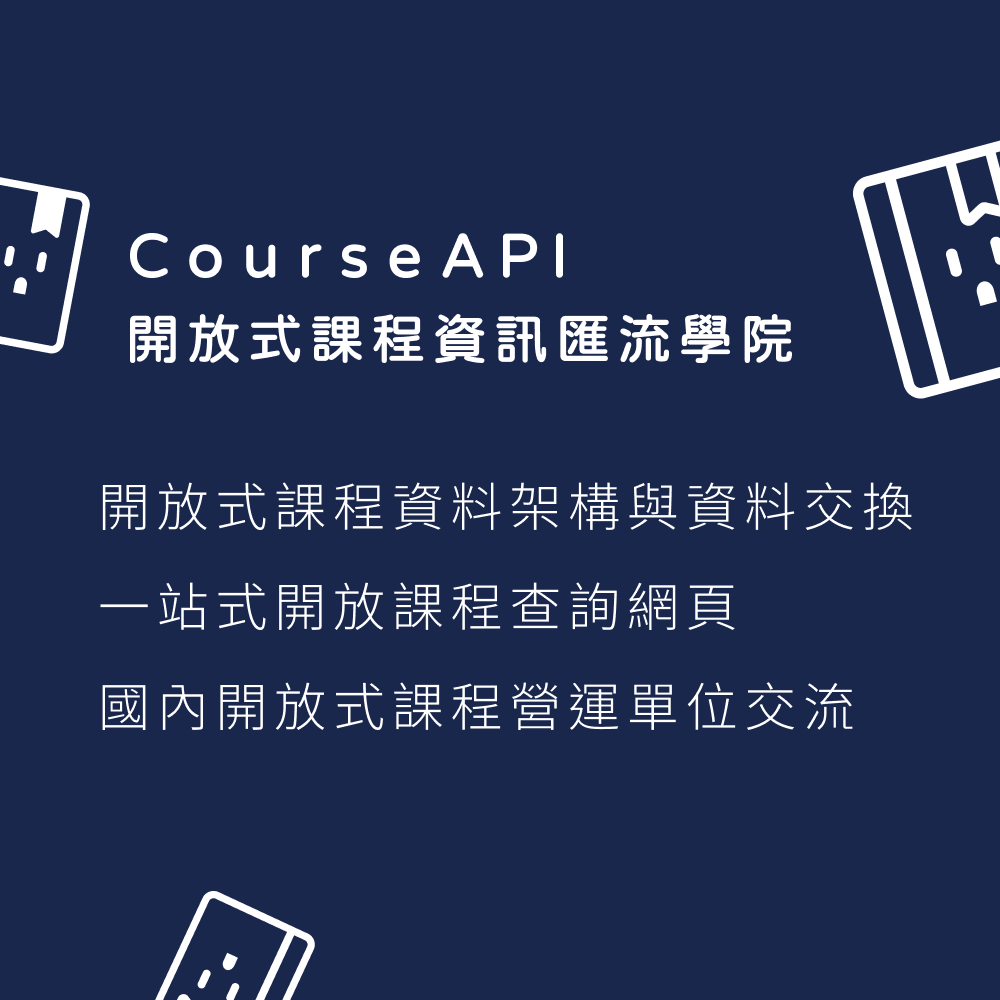 CourseAPI
開放式課程資訊匯流學院
開放式課程資料架構與資料交換
一站式開放課程查詢網頁
國內開放式課程營運單位交流